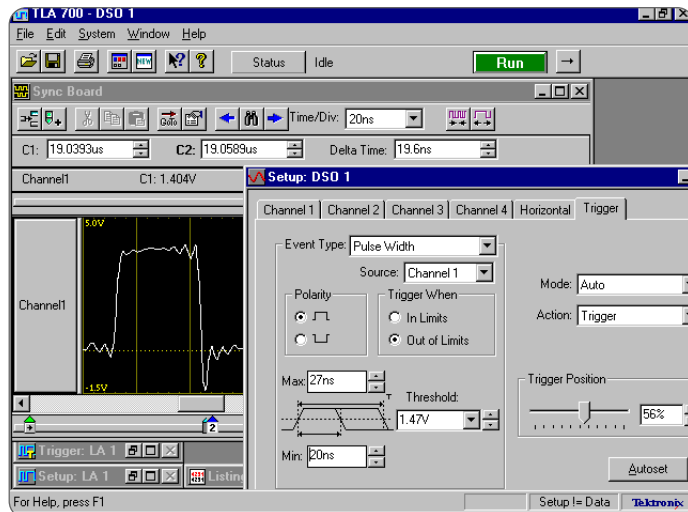 TLA 700 - DSO 1
File Edit System Window Help
NEW
Status Idle Run
Sync Board
GoTo Time/Div: 20ns
C1: 19.0393us C2: 19.0589us Delta Time: 19.6ns
Channel1 C1: 1.404V
Setup: DSO 1
Channel 1 Channel 2 Channel 3 Channel 4 Horizontal Trigger
5.0V
Channel1
-1.5V
2
Event Type: Pulse Width
Source: Channel 1
Polarity
Trigger When
In Limits
Out of Limits
Mode: Auto
Action: Trigger
Max: 27ns
T
Threshold:
1.47V
Min: 20ns
Trigger Position
56%
Autoset
Trigger: LA 1
Setup: LA 1
Listing
For Help, press F1 Setup != Data Tektronix